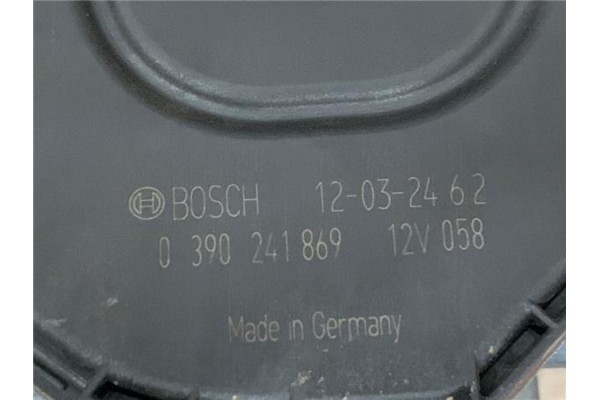 BOSCH 12-03-24 6 2
0 390 241 869 12V 058
Made in Germany